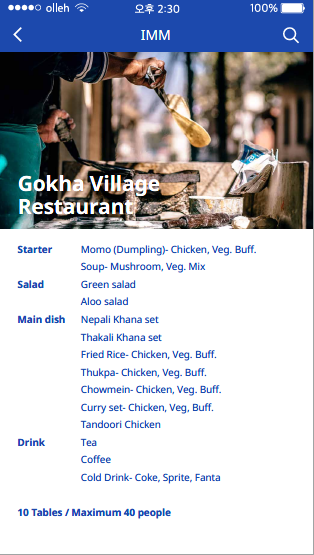 olleh 오후 2:30 100%
IMM
Gokha Village
Restaurant
Starter Momo (Dumpling)- Chicken, Veg. Buff.
Soup- Mushroom, Veg. Mix
Salad Green salad
Aloo salad
Main dish Nepali Khana set
Thakali Khana set
Fried Rice- Chicken, Veg. Buff.
Thukpa- Chicken, Veg. Buff.
Chowmein- Chicken, Veg. Buff.
Curry set- Chicken, Veg, Buff.
Tandoori Chicken
Drink Tea
Coffee
Cold Drink- Coke, Sprite, Fanta
10 Tables / Maximum 40 people